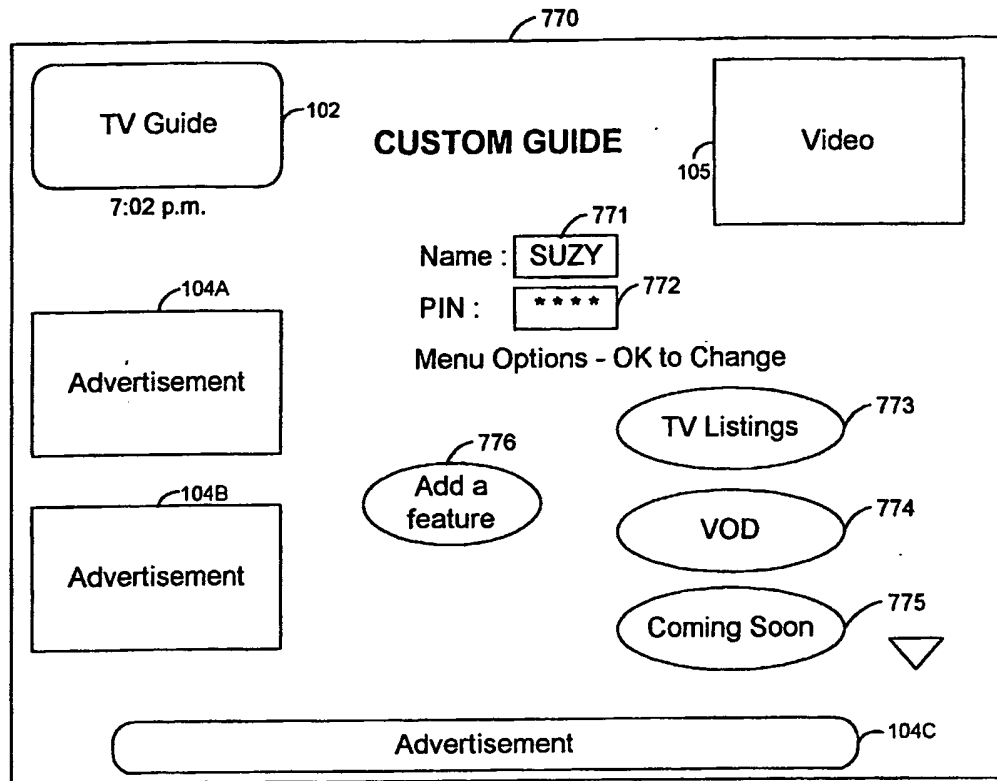 770
TV Guide
102
CUSTOM GUIDE
Video
105
7:02 p.m.
771
Name : SUZY
772
PIN : ****
Menu Options - OK to Change
104A
Advertisement
773
TV Listings
776
Add a
feature
104B
Advertisement
774
VOD
775
Coming Soon
Advertisement
104C